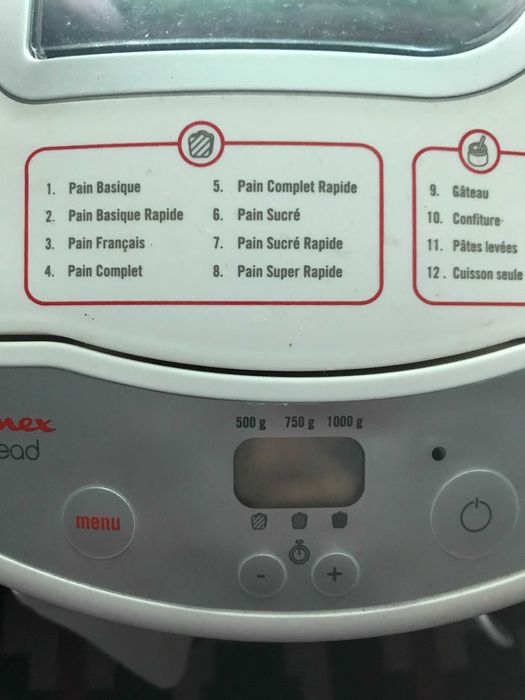 1. Pain Basique
2. Pain Basique Rapide
3. Pain Français
4. Pain Complet
5. Pain Complet Rapide
6. Pain Sucré
7. Pain Sucré Rapide
8. Pain Super Rapide
9. Gâteau
10. Confiture
11. Pâtes levées
12. Cuisson seule
nex
ead
500 g 750 g 1000 g
menu
- +